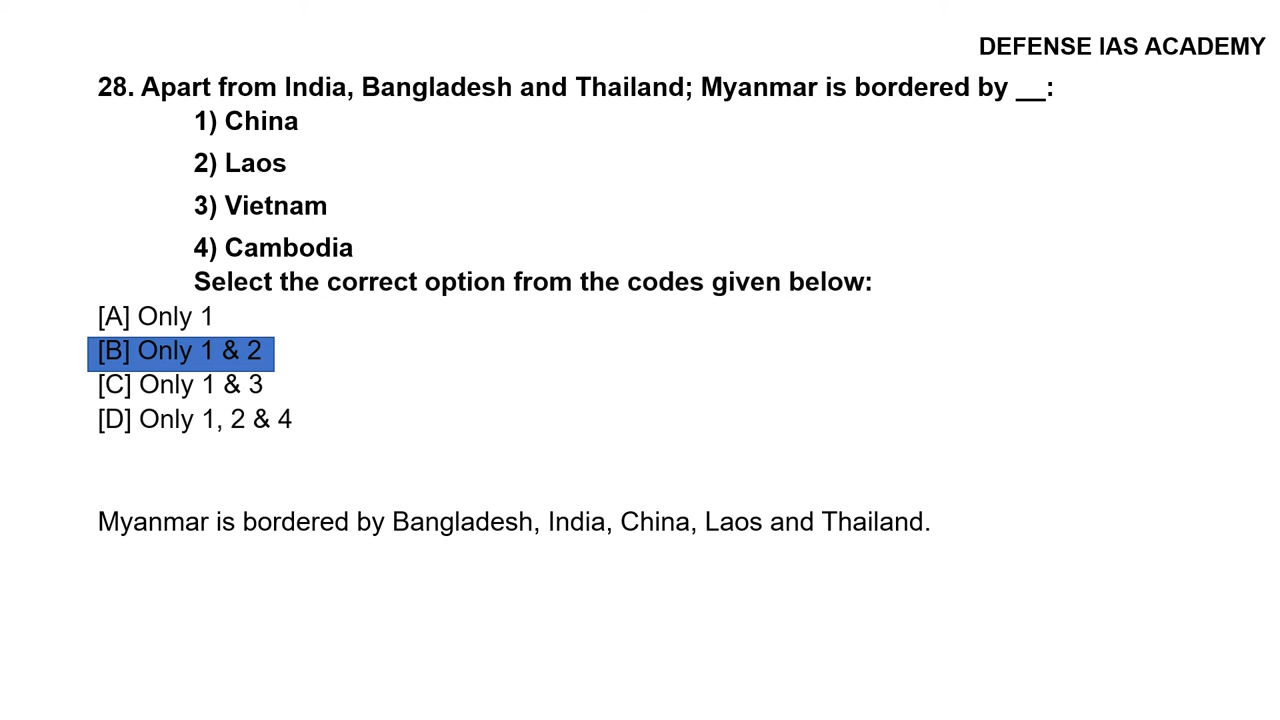 DEFENSE IAS ACADEMY
28. Apart from India, Bangladesh and Thailand; Myanmar is bordered by __:
1) China
2) Laos
3) Vietnam
4) Cambodia
Select the correct option from the codes given below:
[A] Only 1
[B] Only 1 & 2
[C] Only 1 & 3
[D] Only 1, 2 & 4
Myanmar is bordered by Bangladesh, India, China, Laos and Thailand.